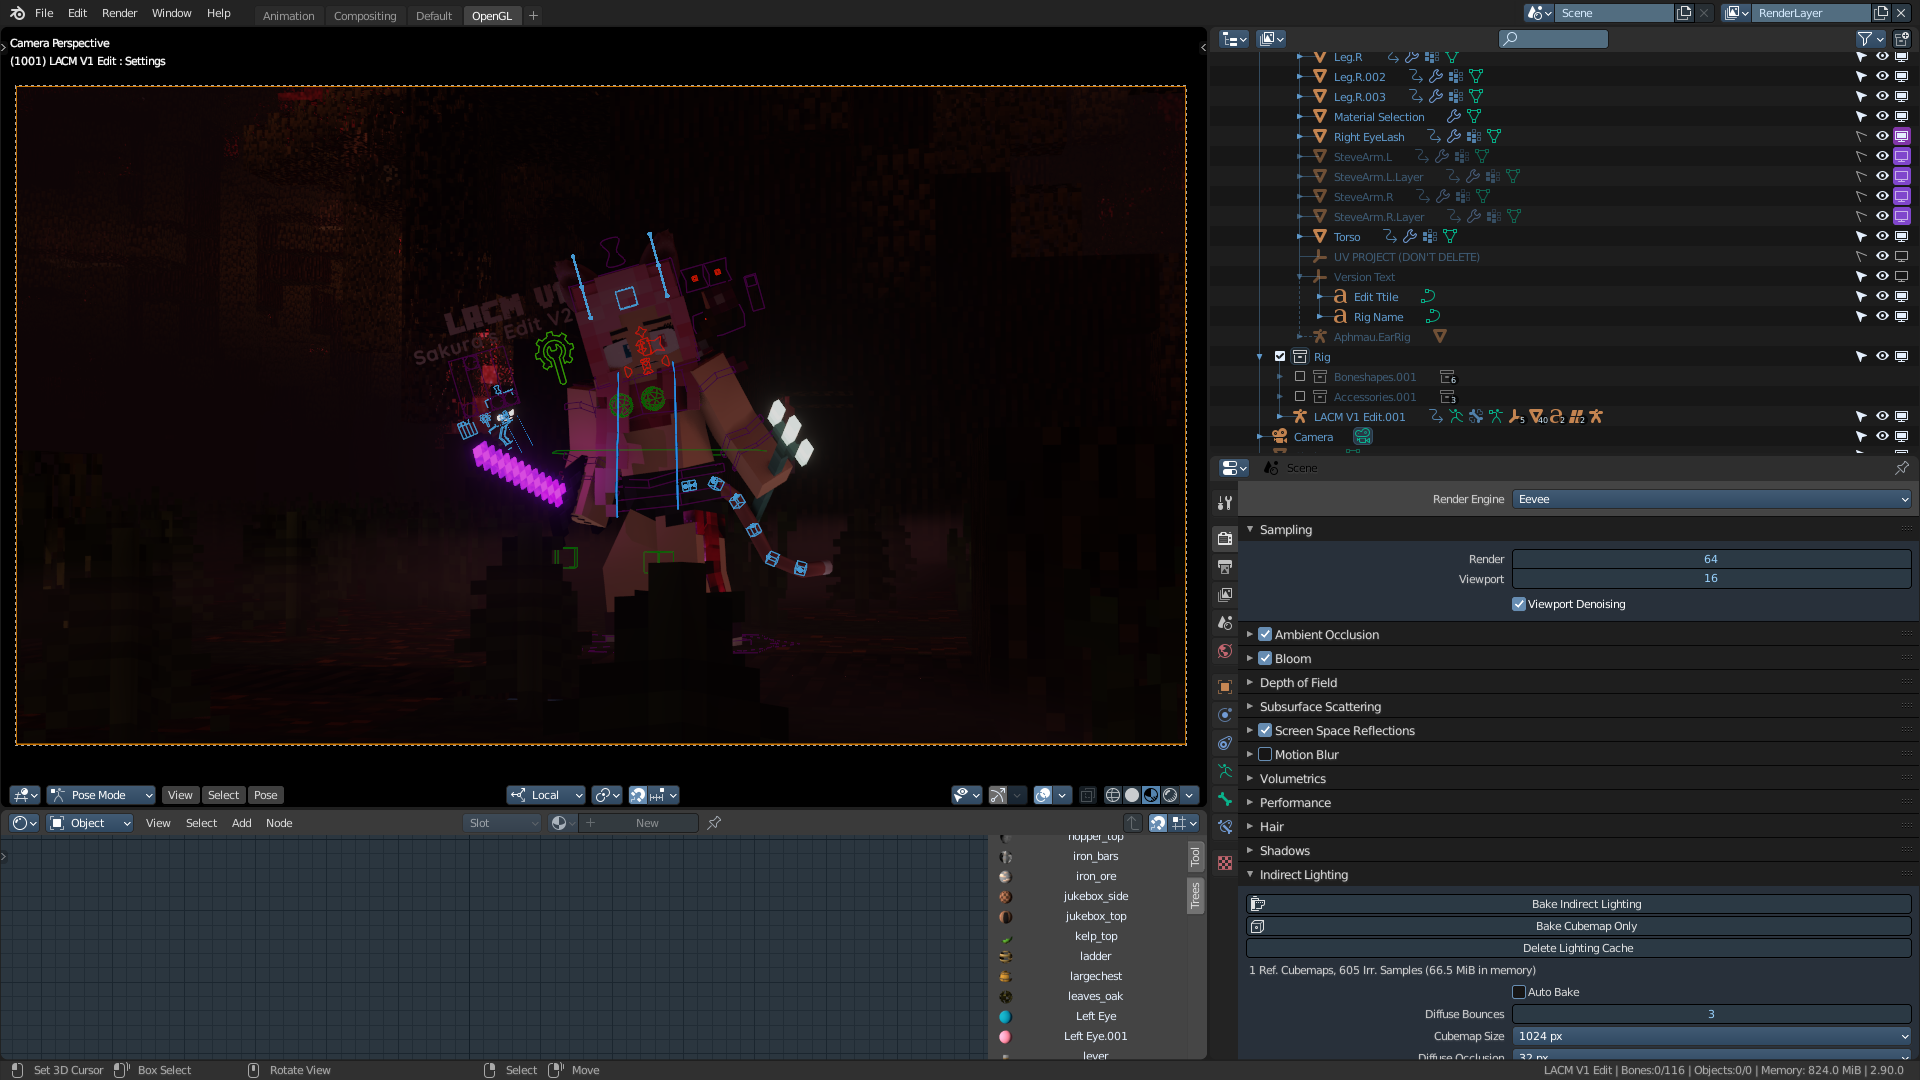 File Edit Render Window Help
Animation Compositing Default OpenGL
Scene
RenderLayer
Camera Perspective
(1001) LACM V1 Edit : Settings
LACM V1
Sakura's Edit V2
Leg.R
Leg.R.002
Leg.R.003
Material Selection
Right EyeLash
SteveArm.L
SteveArm.L.Layer
SteveArm.R
SteveArm.R.Layer
Torso
UV PROJECT (DON'T DELETE)
Version Text
Edit Ttile
Rig Name
Aphmau.EarRig
Rig
Boneshapes.001 6
Accessories.001 3
LACM V1 Edit.001 5 40 2 2
Camera
Scene
Render Engine Eevee
Sampling
Render 64
Viewport 16
Viewport Denoising
Ambient Occlusion
Bloom
Depth of Field
Subsurface Scattering
Screen Space Reflections
Motion Blur
Volumetrics
Performance
Hair
Shadows
Indirect Lighting
Bake Indirect Lighting
Bake Cubemap Only
Delete Lighting Cache
1 Ref. Cubemaps, 605 Irr. Samples (66.5 MiB in memory)
Auto Bake
Diffuse Bounces 3
Cubemap Size 1024 px
Diffuse Occlusion 32 px
Pose Mode View Select Pose Local
Object View Select Add Node Slot New
hopper_top
iron_bars
iron_ore
jukebox_side
jukebox_top
kelp_top
ladder
largechest
leaves_oak
Left Eye
Left Eye.001
lever
Tool
Trees
Set 3D Cursor Box Select Rotate View Select Move
LACM V1 Edit | Bones:0/116 | Objects:0/0 | Memory: 824.0 MiB | 2.90.0